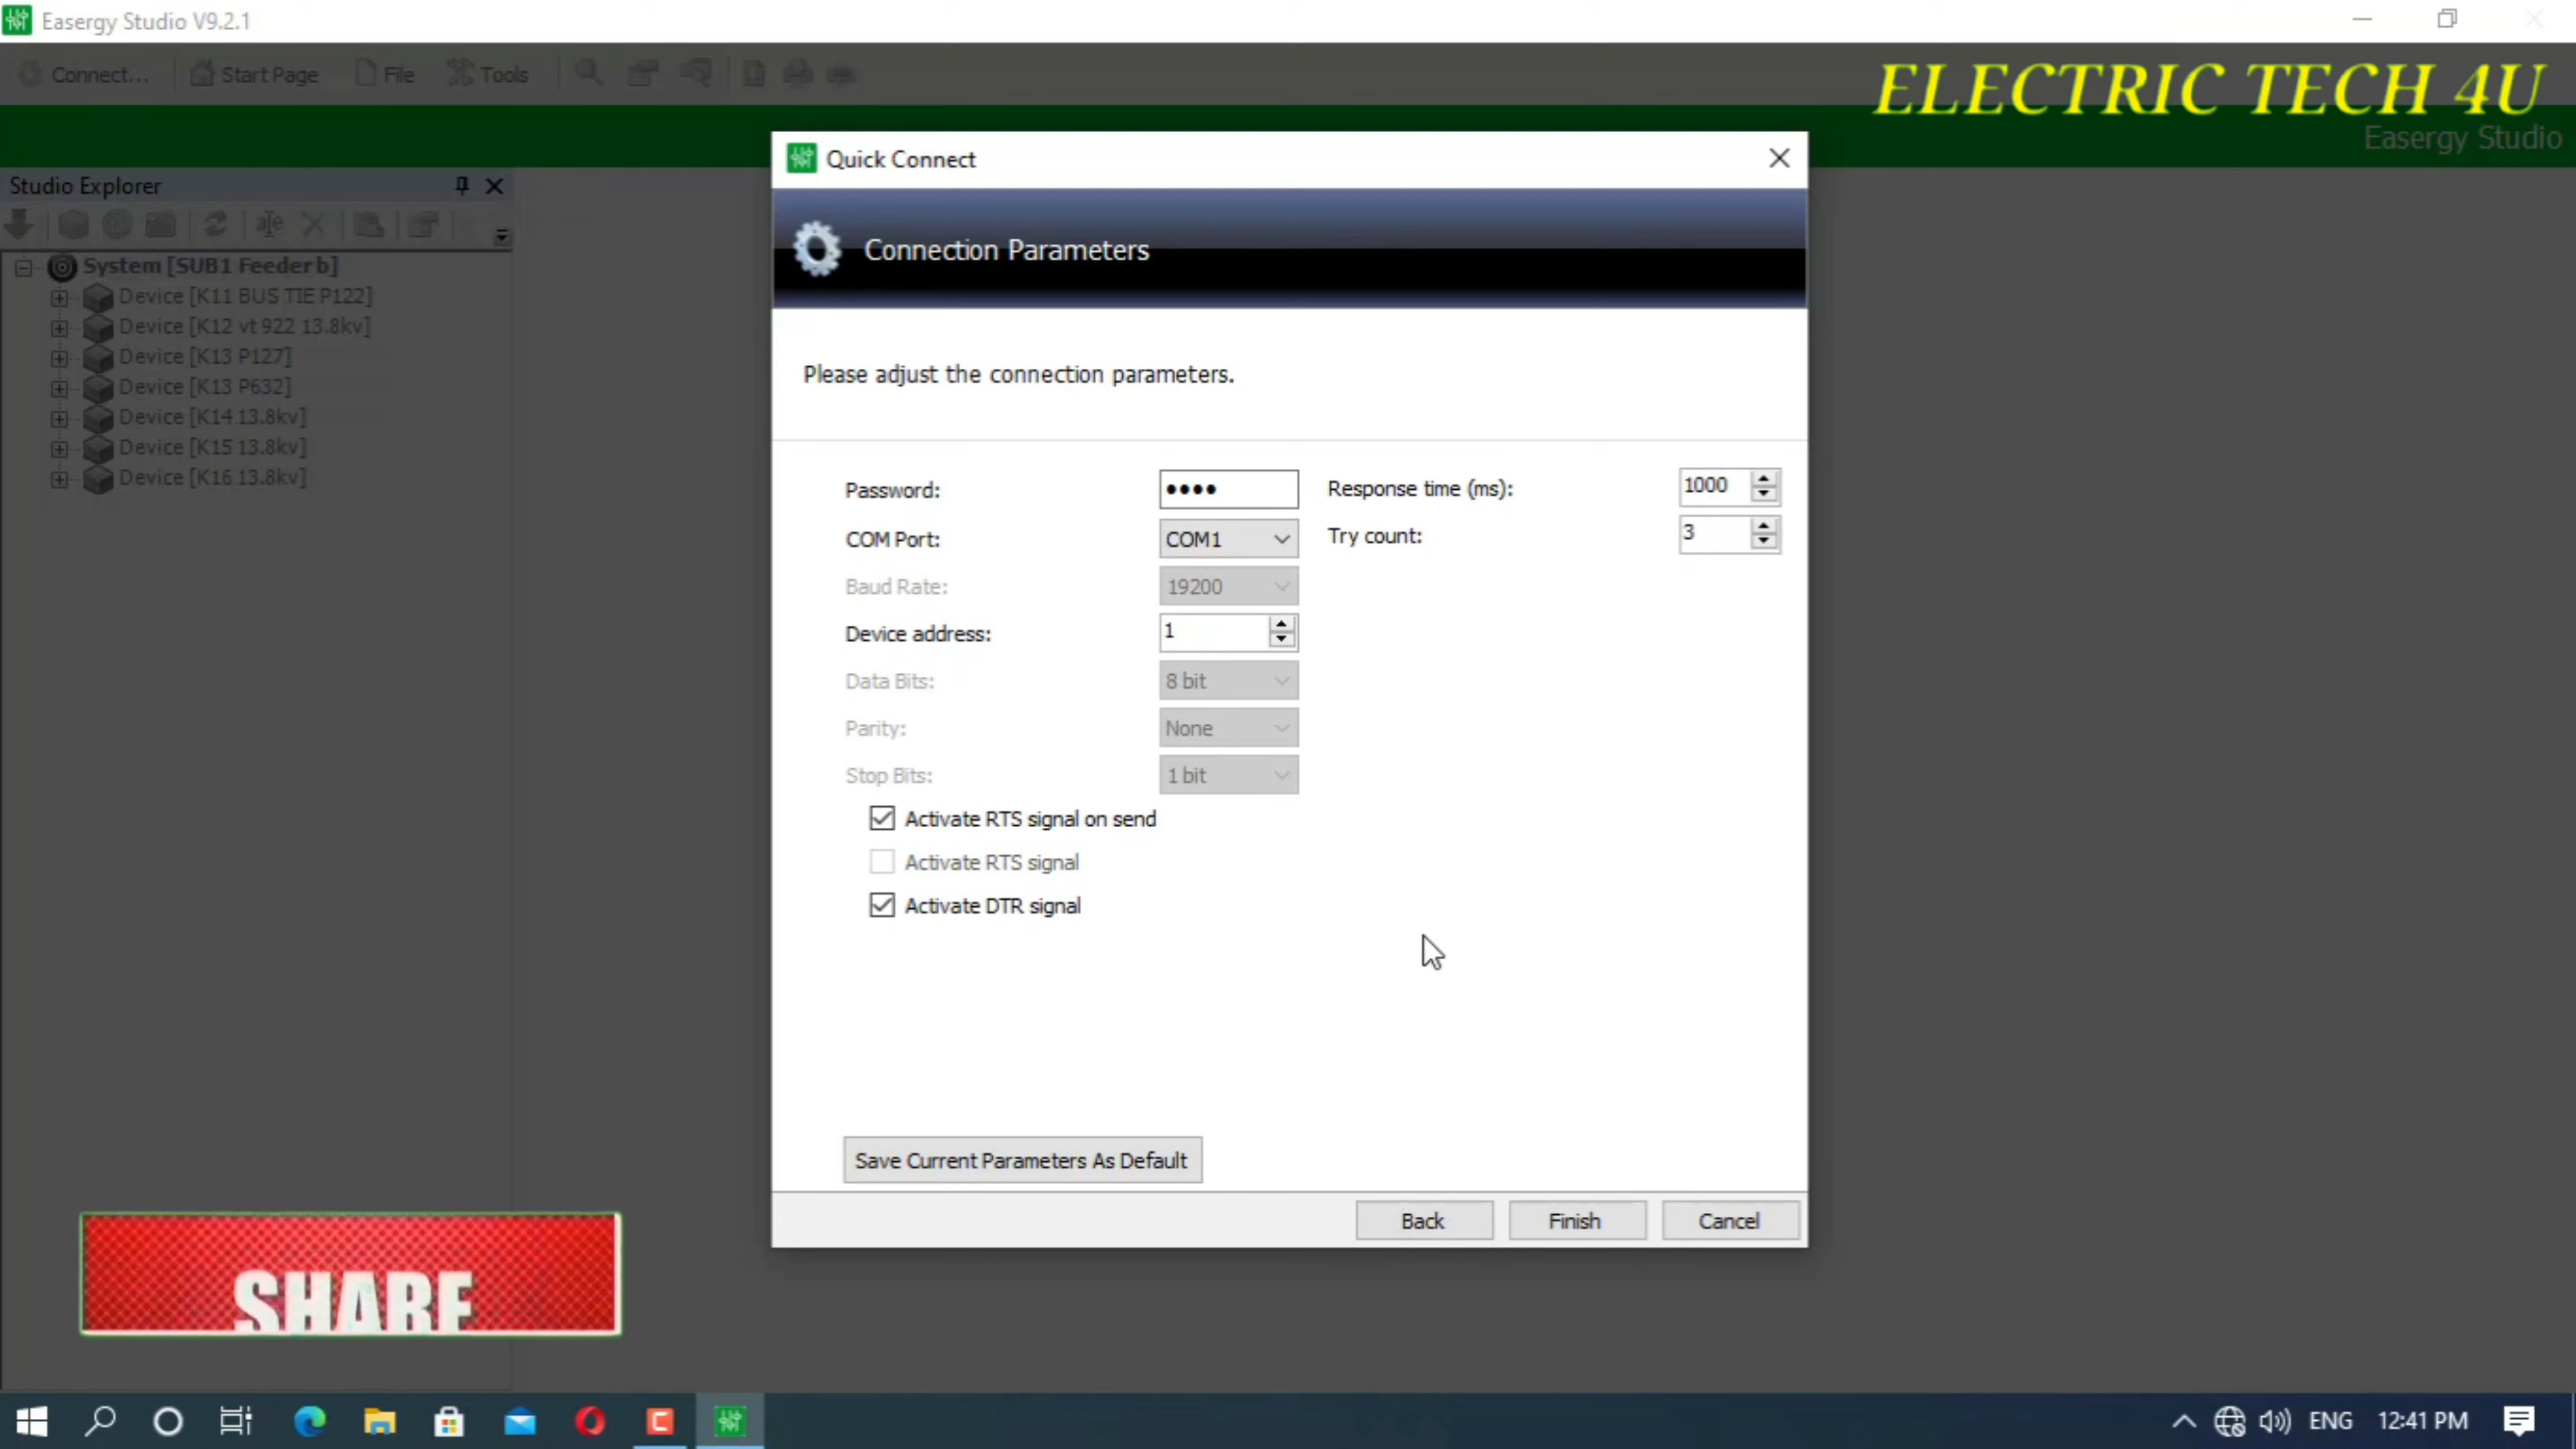 Easergy Studio V9.2.1
Connect... Start Page File Tools
ELECTRIC TECH 4U
Easergy Studio
Quick Connect
Studio Explorer
Connection Parameters
System [SUB1 Feeder b]
Device [K11 BUS TIE P122]
Device [K12 vt 922 13.8kv]
Device [K13 P127]
Device [K13 P632]
Device [K14 13.8kv]
Device [K15 13.8kv]
Device [K16 13.8kv]
Please adjust the connection parameters.
Password: •••• Response time (ms): 1000
COM Port: COM1 Try count: 3
Baud Rate: 19200
Device address: 1
Data Bits: 8 bit
Parity: None
Stop Bits: 1 bit
Activate RTS signal on send
Activate RTS signal
Activate DTR signal
Save Current Parameters As Default
Back Finish Cancel
SHARE
ENG 12:41 PM